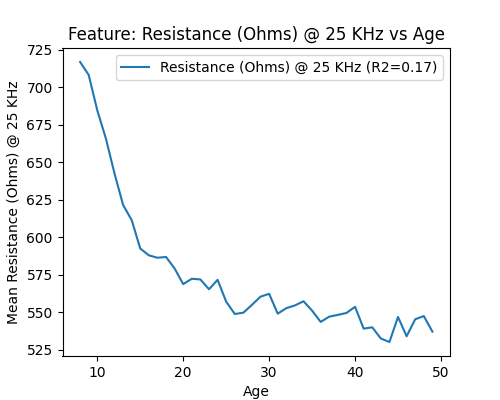 Feature: Resistance (Ohms) @ 25 KHz vs Age
Resistance (Ohms) @ 25 KHz (R2=0.17)
Mean Resistance (Ohms) @ 25 KHz
725
700
675
650
625
600
575
550
525
10 20 30 40 50
Age